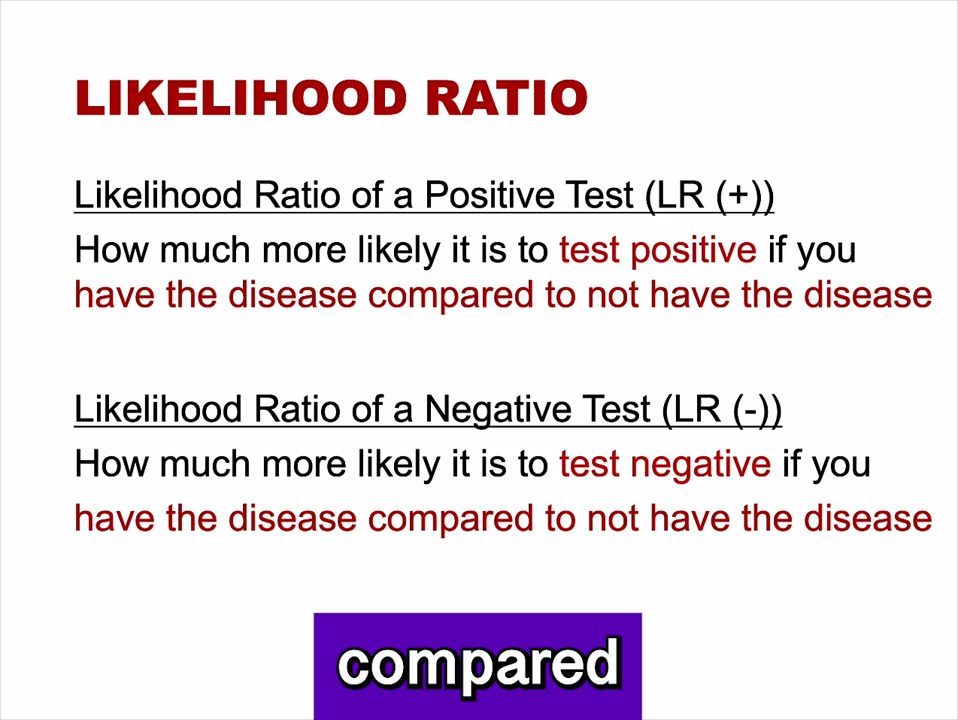 LIKELIHOOD RATIO
Likelihood Ratio of a Positive Test (LR (+))
How much more likely it is to test positive if you
have the disease compared to not have the disease
Likelihood Ratio of a Negative Test (LR (-))
How much more likely it is to test negative if you
have the disease compared to not have the disease
compared